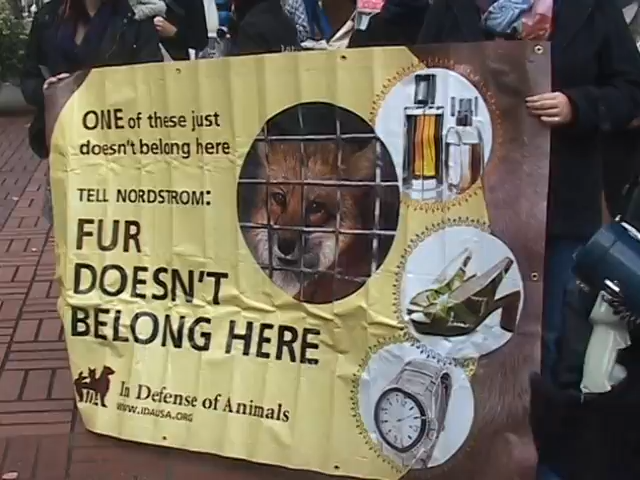 ONE of these just
doesn't belong here
TELL NORDSTROM:
FUR
DOESN'T
BELONG HERE
In Defense of Animals
WWW.IDAUSA.ORG